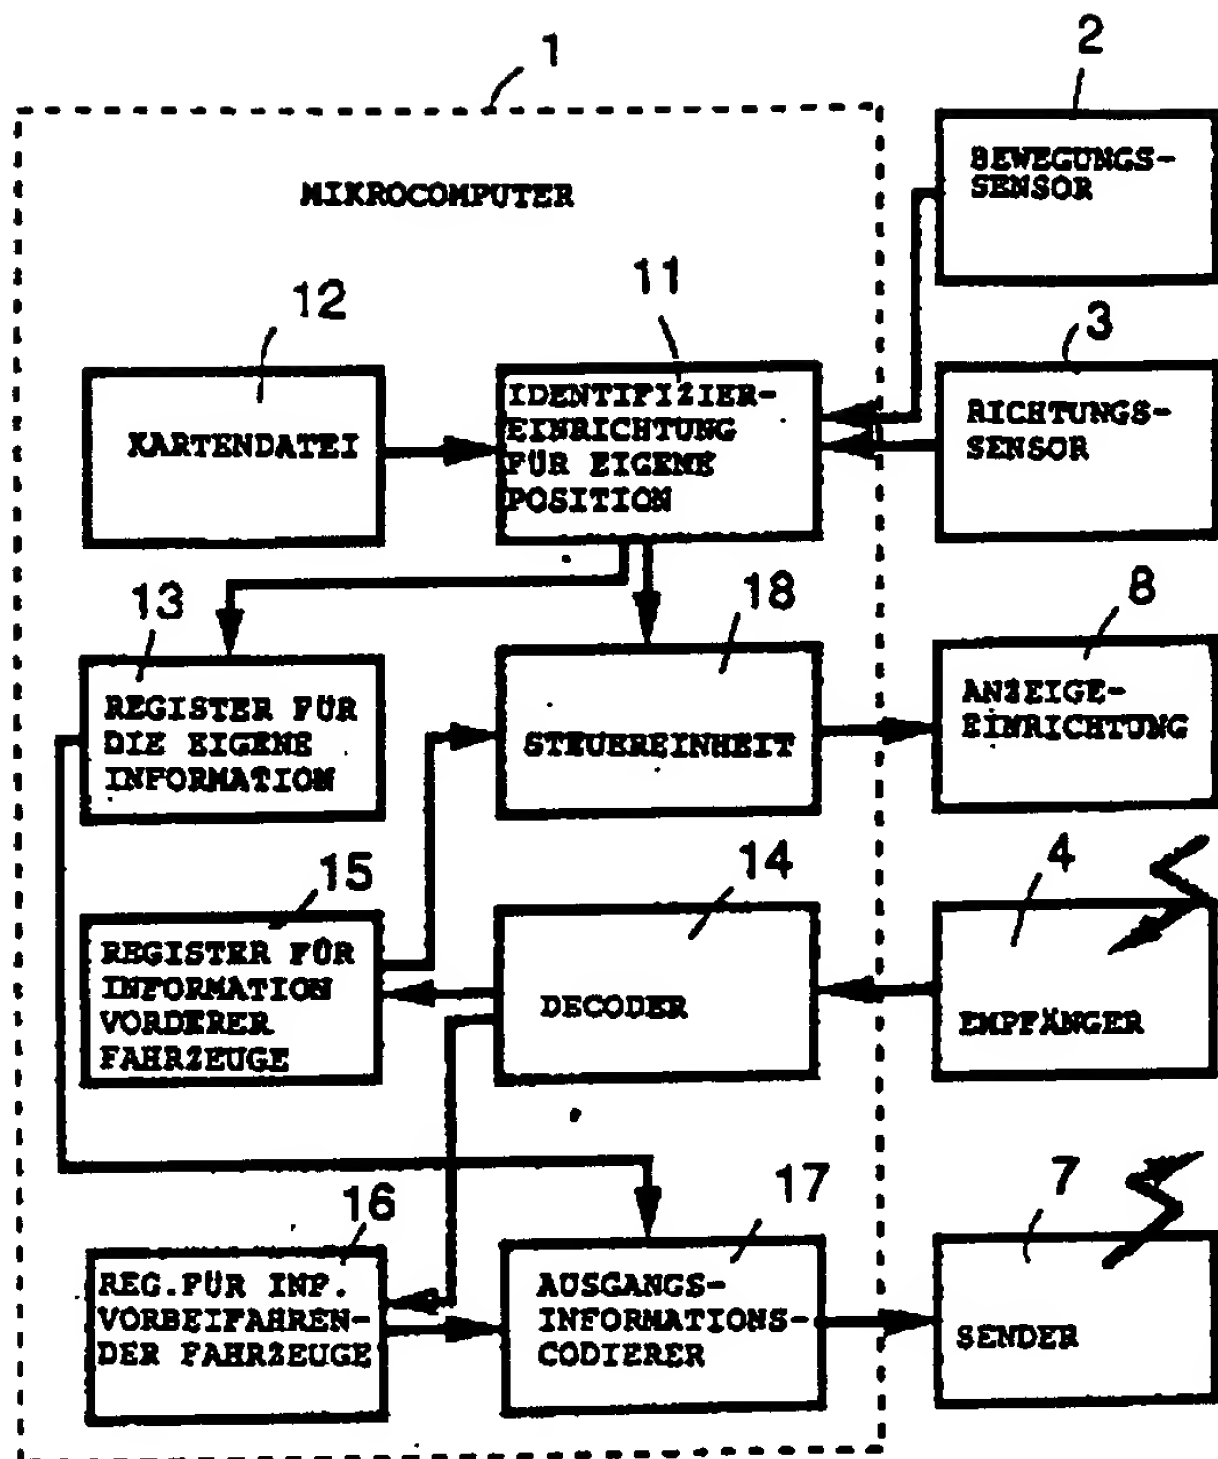 1
2
MIKROCOMPUTER
BEWEGUNGS-
SENSOR
12
11
3
KARTENDATEI
IDENTIFIZIER-
EINRICHTUNG
FÜR EIGENE
POSITION
RICHTUNGS-
SENSOR
13
18
8
REGISTER FÜR
DIE EIGENE
INFORMATION
STEUEREINHEIT
ANZEIGE-
EINRICHTUNG
15
14
4
REGISTER FÜR
INFORMATION
VORDERER
FAHRZEUGE
DECODER
EMPFÄNGER
16
17
7
REG.FÜR INF.
VORBEIFAHREN-
DER FAHRZEUGE
AUSGANGS-
INFORMATIONS-
CODIERER
SENDER